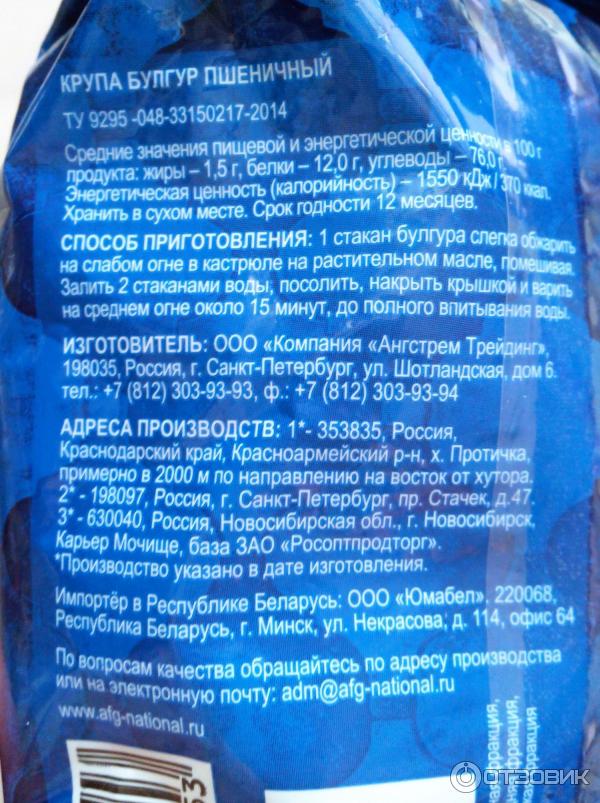 КРУПА БУЛГУР ПШЕНИЧНЫЙ
ТУ 9295 -048-33150217-2014
Средние значения пищевой и энергетической ценности в 100 г
продукта: жиры – 1,5 г, белки – 12,0 г, углеводы – 76,0 г.
Энергетическая ценность (калорийность) – 1550 кДж / 370 ккал.
Хранить в сухом месте. Срок годности 12 месяцев.
СПОСОБ ПРИГОТОВЛЕНИЯ: 1 стакан булгура слегка обжарить
на слабом огне в кастрюле на растительном масле, помешивая.
Залить 2 стаканами воды, посолить, накрыть крышкой и варить
на среднем огне около 15 минут, до полного впитывания воды.
ИЗГОТОВИТЕЛЬ: ООО «Компания «Ангстрем Трейдинг»,
198035, Россия, г. Санкт-Петербург, ул. Шотландская, дом 6.
тел.: +7 (812) 303-93-93, ф.: +7 (812) 303-93-94
АДРЕСА ПРОИЗВОДСТВ: 1*- 353835, Россия,
Краснодарский край, Красноармейский р-н, х. Протичка,
примерно в 2000 м по направлению на восток от хутора.
2* - 198097, Россия, г. Санкт-Петербург, пр. Стачек, д.47.
3* - 630040, Россия, Новосибирская обл., г. Новосибирск,
Карьер Мочище, база ЗАО «Росоптпродторг».
*Производство указано в дате изготовления.
Импортёр в Республике Беларусь: ООО «Юмабел». 220068,
Республика Беларусь, г. Минск, ул. Некрасова, д. 114, офис 64
По вопросам качества обращайтесь по адресу производства
или на электронную почту: adm@afg-national.ru
www.afg-national.ru
фракция,
фракция,
фракция
ОТЗОВИК